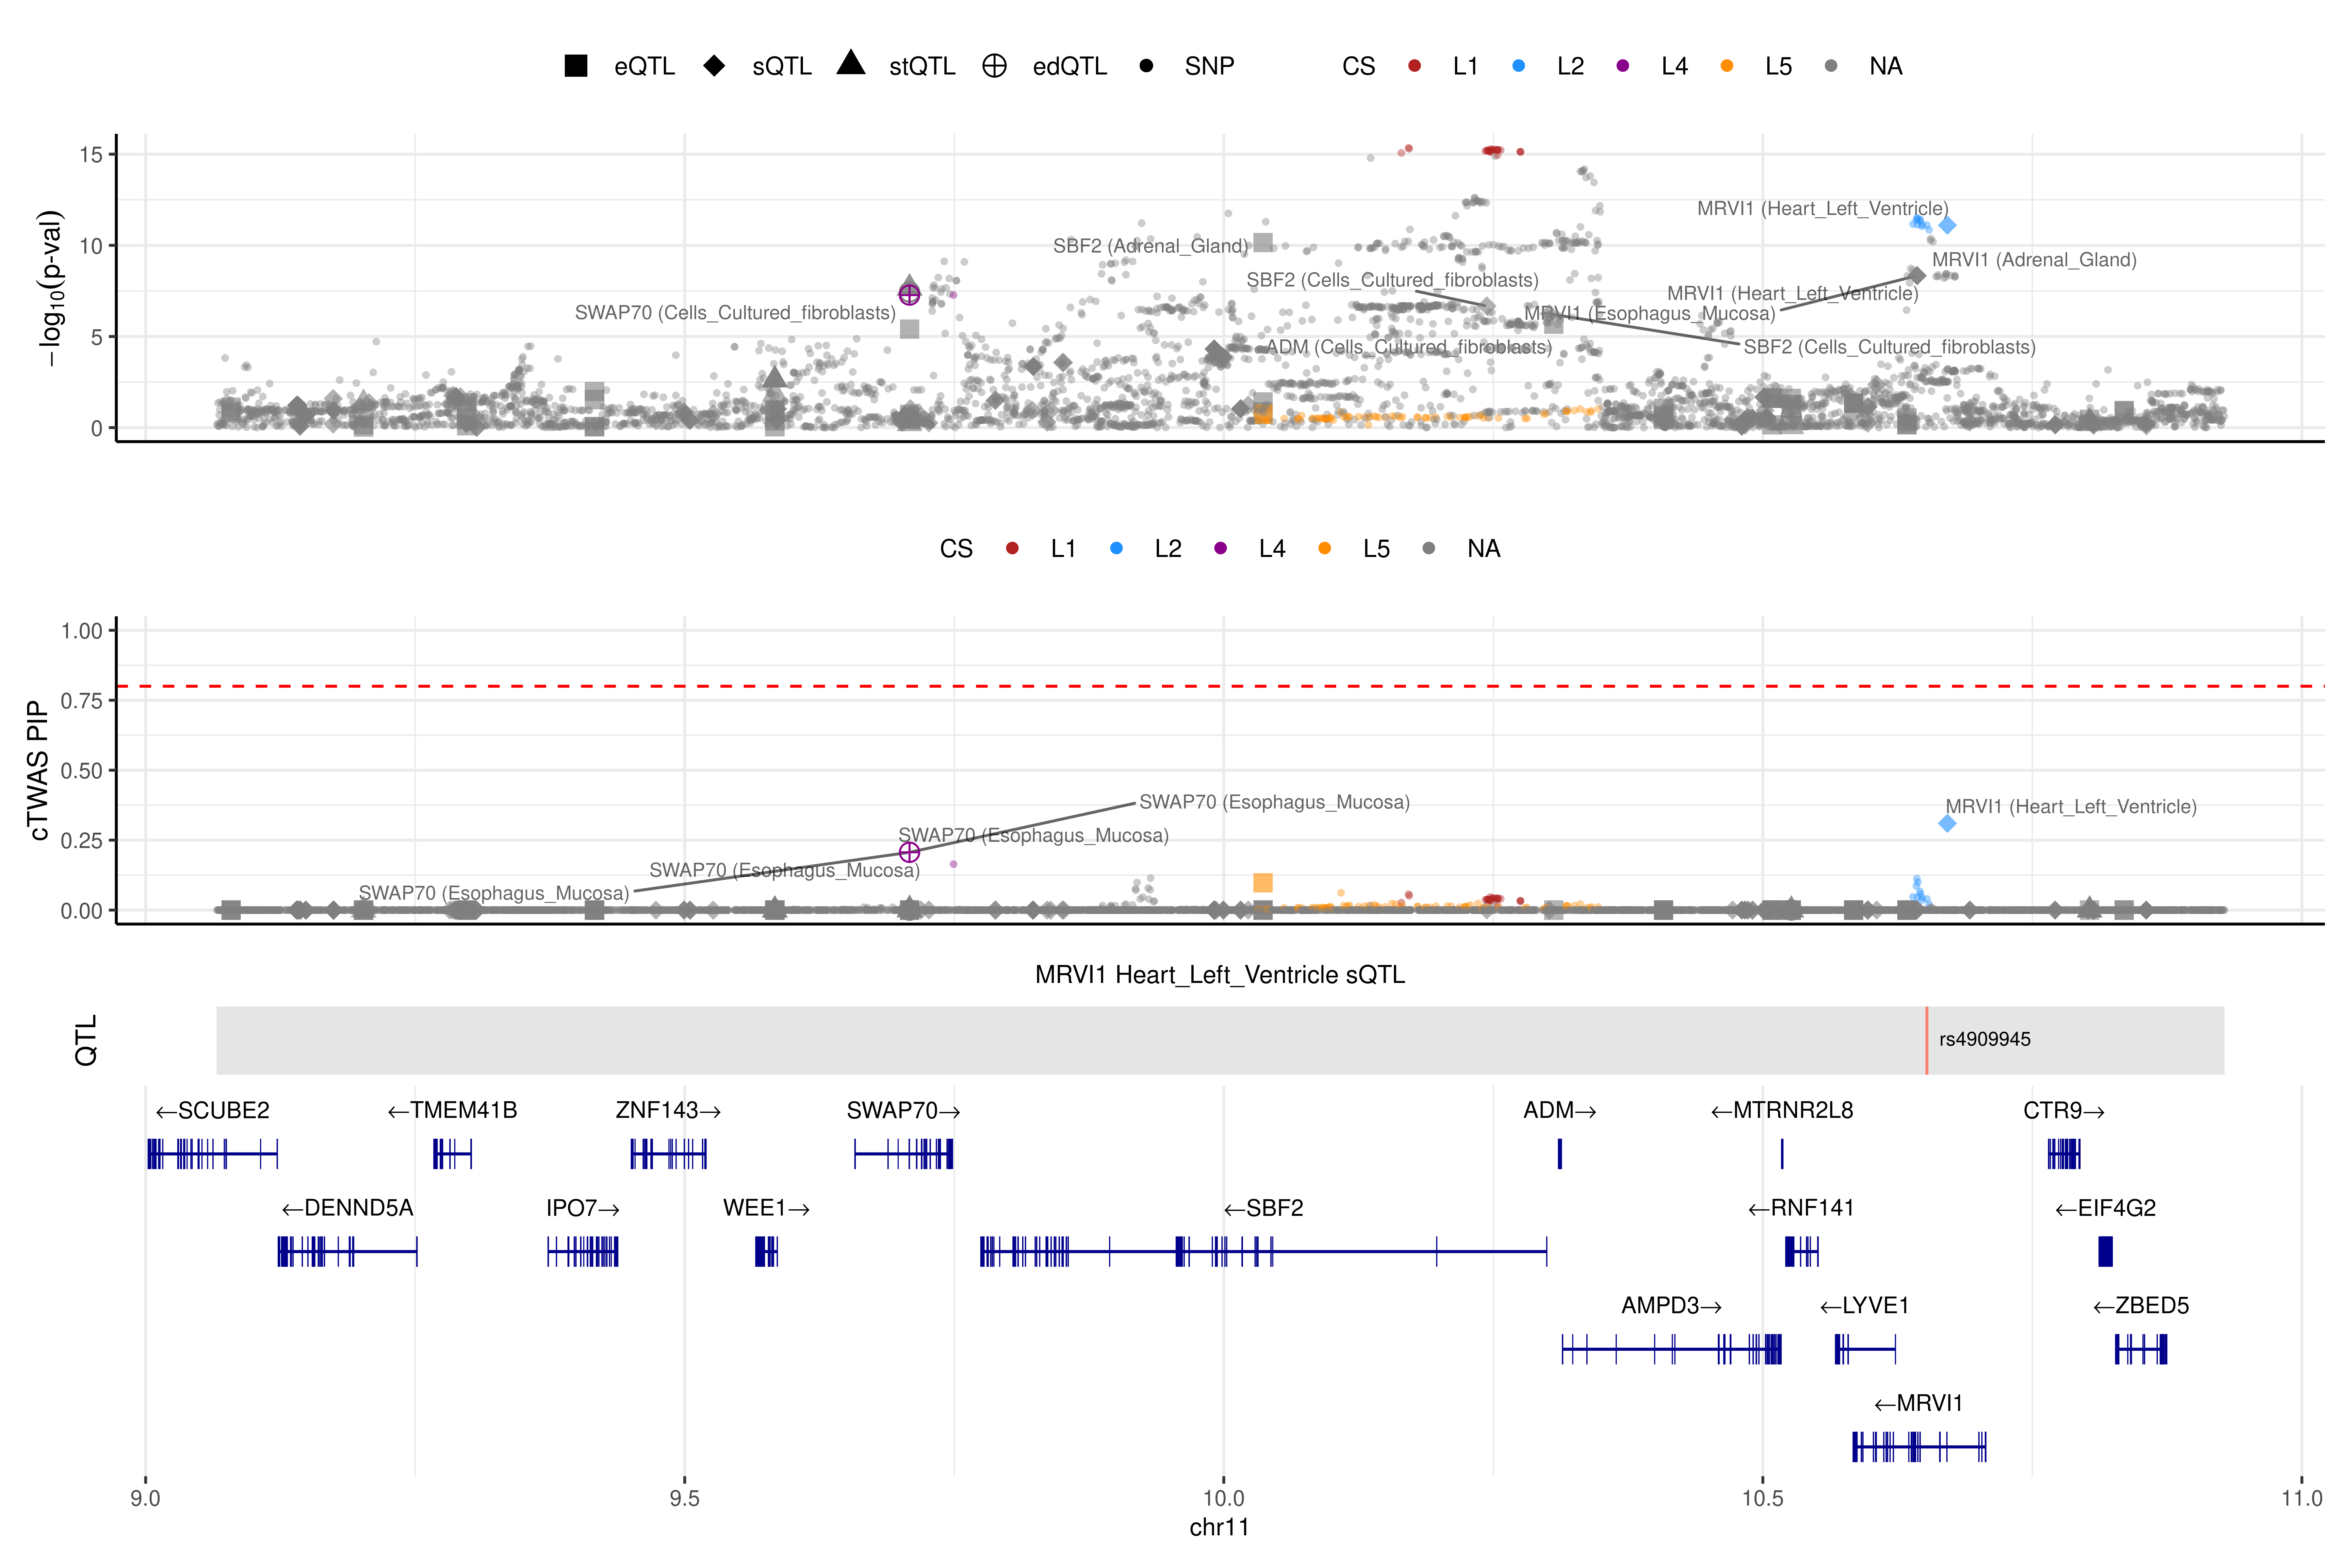 eQTL sQTL stQTL edQTL SNP CS L1 L2 L4 L5 NA
−log10(p-val)
15
10
5
0
MRVI1 (Heart_Left_Ventricle)
SBF2 (Adrenal_Gland)
MRVI1 (Adrenal_Gland)
SBF2 (Cells_Cultured_fibroblasts)
MRVI1 (Heart_Left_Ventricle)
SWAP70 (Cells_Cultured_fibroblasts)
MRVI1 (Esophagus_Mucosa)
ADM (Cells_Cultured_fibroblasts)
SBF2 (Cells_Cultured_fibroblasts)
CS L1 L2 L4 L5 NA
cTWAS PIP
1.00
0.75
0.50
0.25
0.00
SWAP70 (Esophagus_Mucosa)
MRVI1 (Heart_Left_Ventricle)
SWAP70 (Esophagus_Mucosa)
SWAP70 (Esophagus_Mucosa)
SWAP70 (Esophagus_Mucosa)
MRVI1 Heart_Left_Ventricle sQTL
QTL
rs4909945
←SCUBE2 ←TMEM41B ZNF143→ SWAP70→ ADM→ ←MTRNR2L8 CTR9→
←DENND5A IPO7→ WEE1→ ←SBF2 ←RNF141 ←EIF4G2
AMPD3→ ←LYVE1 ←ZBED5
←MRVI1
9.0 9.5 10.0 10.5 11.0
chr11